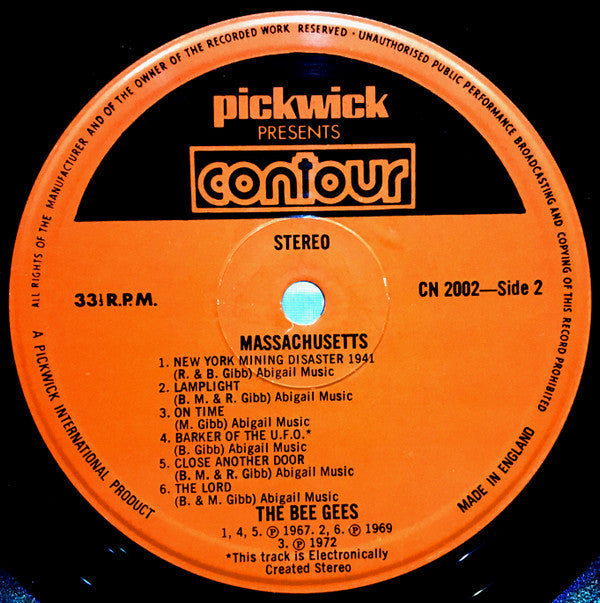 ALL RIGHTS OF THE MANUFACTURER AND OF THE OWNER OF THE RECORDED WORK RESERVED · UNAUTHORISED PUBLIC PERFORMANCE BROADCASTING AND COPYING OF THIS RECORD PROHIBITED
pickwick
PRESENTS
contour
STEREO
33⅓ R.P.M.
CN 2002—Side 2
MASSACHUSETTS
1. NEW YORK MINING DISASTER 1941
(R. & B. Gibb) Abigail Music
2. LAMPLIGHT
(B. M. & R. Gibb) Abigail Music
3. ON TIME
(M. Gibb) Abigail Music
4. BARKER OF THE U.F.O.*
(B. Gibb) Abigail Music
5. CLOSE ANOTHER DOOR
(B. M. & R. Gibb) Abigail Music
6. THE LORD
(B. & M. Gibb) Abigail Music
THE BEE GEES
1, 4, 5. ℗ 1967. 2, 6. ℗ 1969
3. ℗ 1972
*This track is Electronically
Created Stereo
A PICKWICK INTERNATIONAL PRODUCT
MADE IN ENGLAND